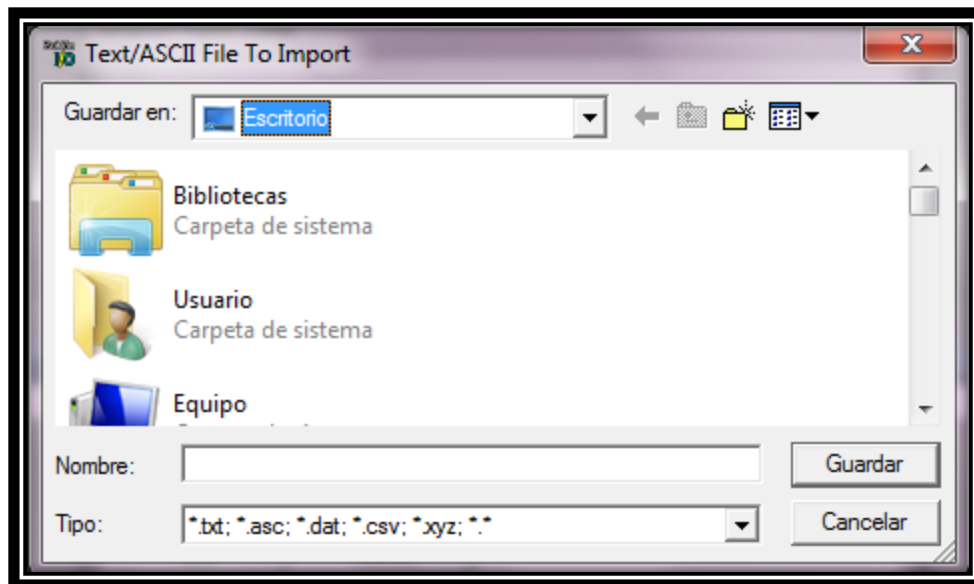 Text/ASCII File To Import
Guardar en: Escritorio
Bibliotecas
Carpeta de sistema
Usuario
Carpeta de sistema
Equipo
Nombre: Guardar
Tipo: *.txt; *.asc; *.dat; *.csv; *.xyz; *.* Cancelar